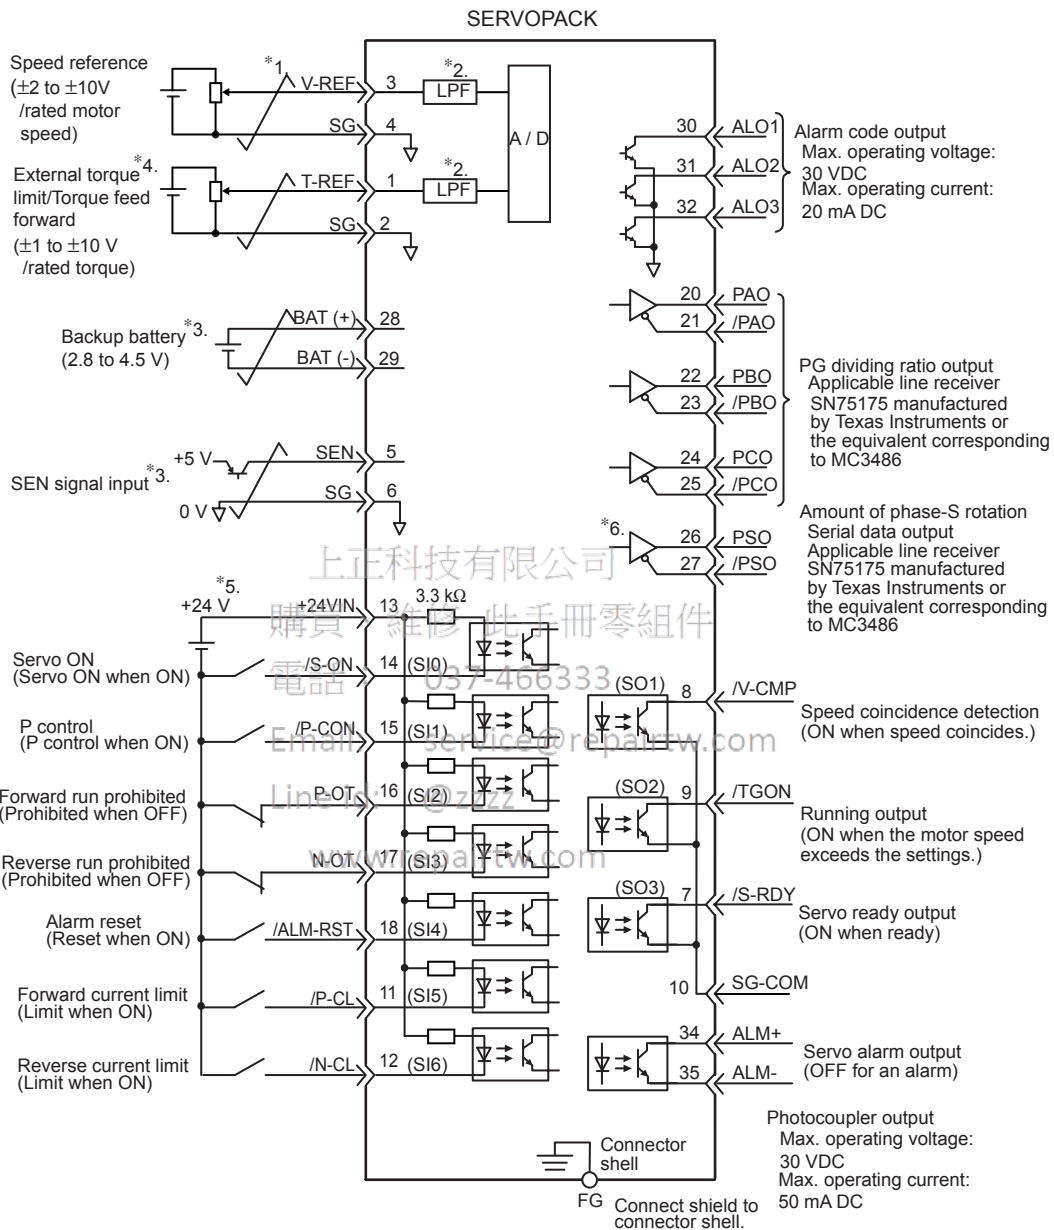 SERVOPACK
Speed reference
(±2 to ±10V
/rated motor
speed)
*1.
V-REF
3
*2.
LPF
SG
4
A / D
External torque
limit/Torque feed
forward
(±1 to ±10 V
/rated torque)
*4.
T-REF
1
*2.
LPF
SG
2
Backup battery
(2.8 to 4.5 V)
*3.
BAT (+)
28
BAT (-)
29
SEN signal input
*3.
+5 V
SEN
5
0 V
SG
6
30
ALO1
31
ALO2
32
ALO3
Alarm code output
Max. operating voltage:
30 VDC
Max. operating current:
20 mA DC
20
PAO
21
/PAO
22
PBO
23
/PBO
24
PCO
25
/PCO
PG dividing ratio output
Applicable line receiver
SN75175 manufactured
by Texas Instruments or
the equivalent corresponding
to MC3486
*6.
26
PSO
27
/PSO
Amount of phase-S rotation
Serial data output
Applicable line receiver
SN75175 manufactured
by Texas Instruments or
the equivalent corresponding
to MC3486
上正科技有限公司
購買 維修 此手冊零組件
電話: 037-466333
Email: service@repairtw.com
Line id: @zzzz
www.repairtw.com
*5.
+24 V
+24VIN
13
3.3 kΩ
Servo ON
(Servo ON when ON)
/S-ON
14
(SI0)
P control
(P control when ON)
/P-CON
15
(SI1)
Forward run prohibited
(Prohibited when OFF)
P-OT
16
(SI2)
Reverse run prohibited
(Prohibited when OFF)
N-OT
17
(SI3)
Alarm reset
(Reset when ON)
/ALM-RST
18
(SI4)
Forward current limit
(Limit when ON)
/P-CL
11
(SI5)
Reverse current limit
(Limit when ON)
/N-CL
12
(SI6)
(SO1)
8
/V-CMP
Speed coincidence detection
(ON when speed coincides.)
(SO2)
9
/TGON
Running output
(ON when the motor speed
exceeds the settings.)
(SO3)
7
/S-RDY
Servo ready output
(ON when ready)
10
SG-COM
34
ALM+
35
ALM-
Servo alarm output
(OFF for an alarm)
Photocoupler output
Max. operating voltage:
30 VDC
Max. operating current:
50 mA DC
Connector
shell
FG
Connect shield to
connector shell.